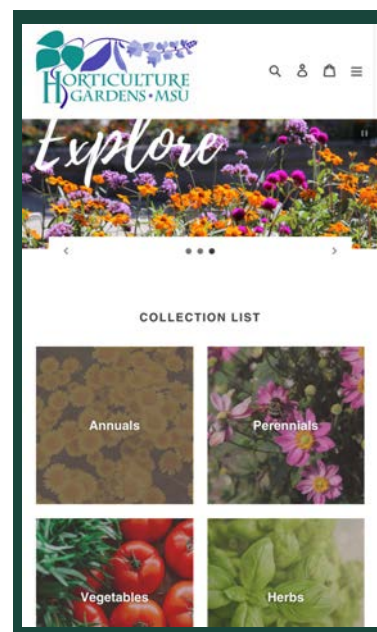 HORTICULTURE
GARDENS • MSU
Explore
COLLECTION LIST
Annuals
Perennials
Vegetables
Herbs